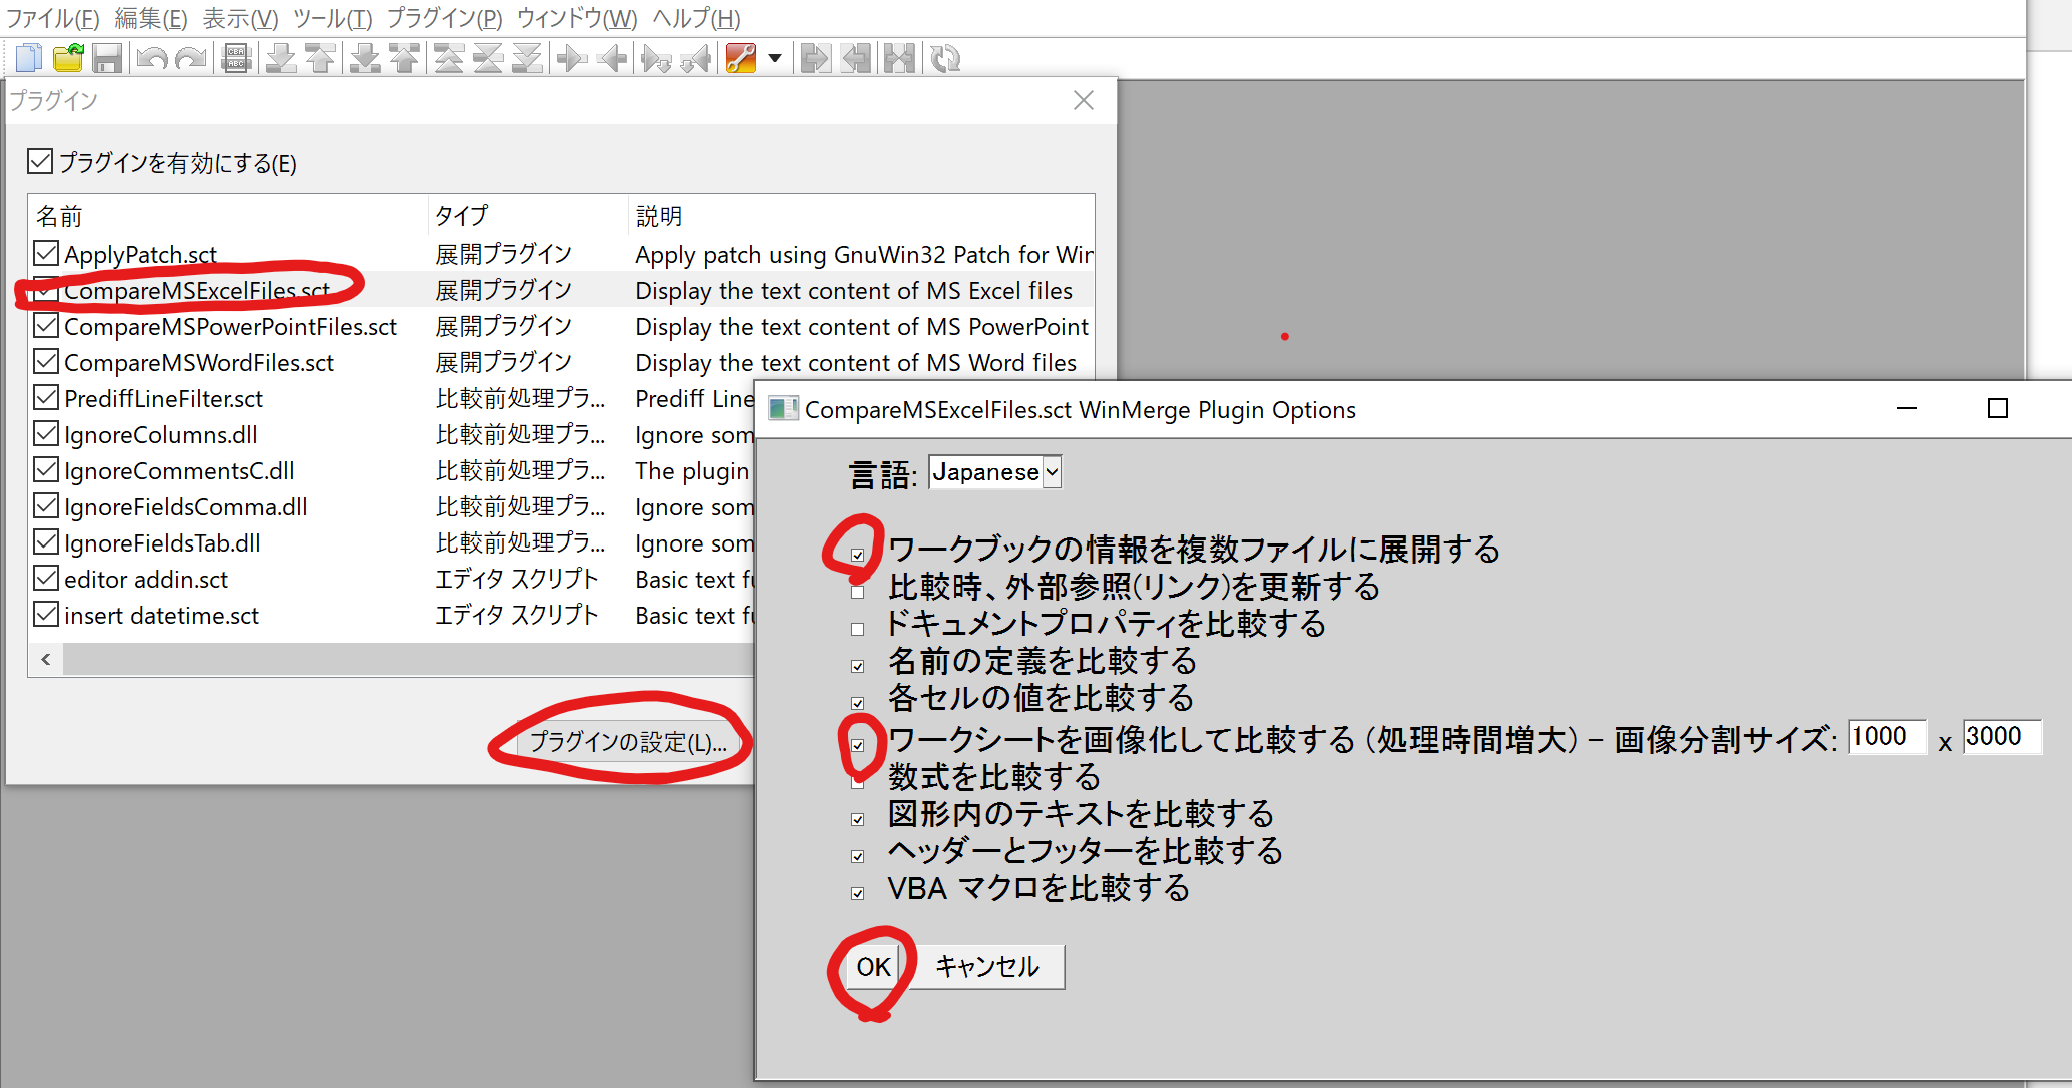 ファイル(F) 編集(E) 表示(V) ツール(T) プラグイン(P) ウィンドウ(W) ヘルプ(H)
プラグイン
プラグインを有効にする(E)
名前 タイプ 説明
ApplyPatch.sct 展開プラグイン Apply patch using GnuWin32 Patch for Wir
CompareMSExcelFiles.sct 展開プラグイン Display the text content of MS Excel files
CompareMSPowerPointFiles.sct 展開プラグイン Display the text content of MS PowerPoint
CompareMSWordFiles.sct 展開プラグイン Display the text content of MS Word files
PrediffLineFilter.sct 比較前処理プラ... Prediff Line
IgnoreColumns.dll 比較前処理プラ... Ignore som
IgnoreCommentsC.dll 比較前処理プラ... The plugin
IgnoreFieldsComma.dll 比較前処理プラ... Ignore som
IgnoreFieldsTab.dll 比較前処理プラ... Ignore som
editor addin.sct エディタ スクリプト Basic text fu
insert datetime.sct エディタ スクリプト Basic text fu
プラグインの設定(L)...
CompareMSExcelFiles.sct WinMerge Plugin Options
言語: Japanese
ワークブックの情報を複数ファイルに展開する
比較時、外部参照(リンク)を更新する
ドキュメントプロパティを比較する
名前の定義を比較する
各セルの値を比較する
ワークシートを画像化して比較する (処理時間増大) - 画像分割サイズ: 1000 x 3000
数式を比較する
図形内のテキストを比較する
ヘッダーとフッターを比較する
VBA マクロを比較する
OK キャンセル